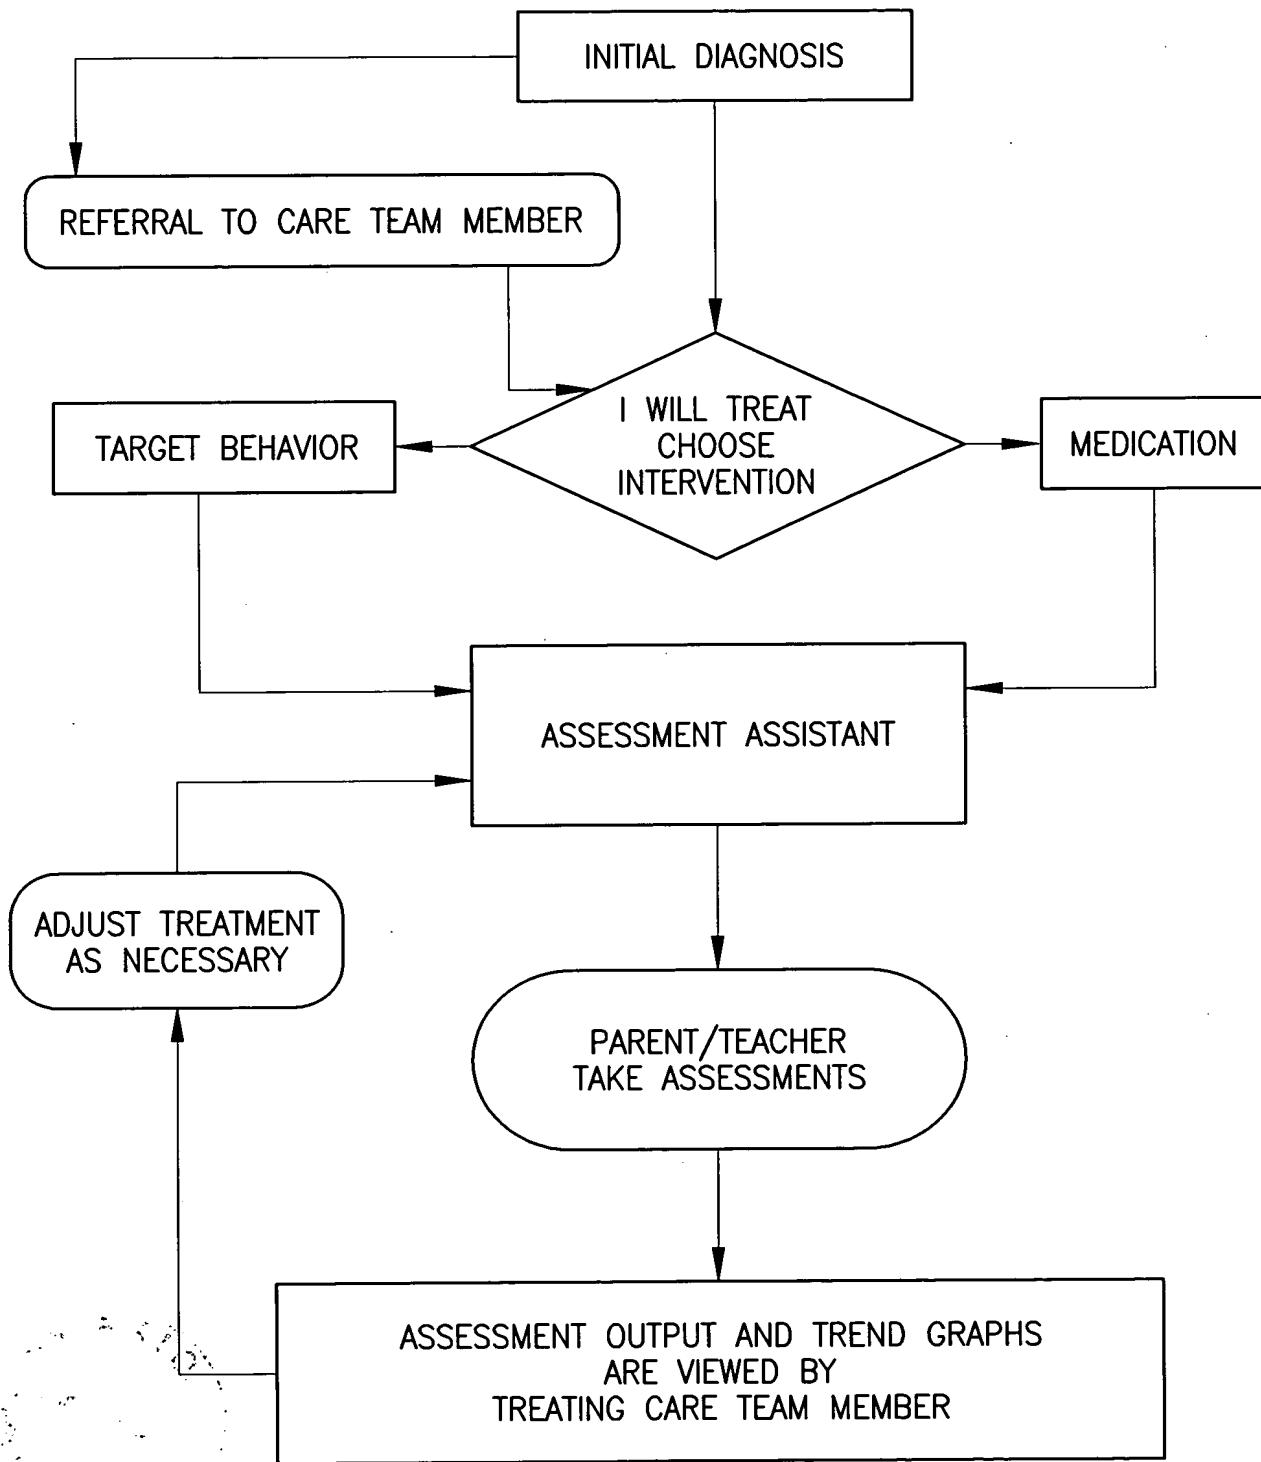 INITIAL DIAGNOSIS
REFERRAL TO CARE TEAM MEMBER
I WILL TREAT
CHOOSE
INTERVENTION
TARGET BEHAVIOR
MEDICATION
ASSESSMENT ASSISTANT
ADJUST TREATMENT
AS NECESSARY
PARENT/TEACHER
TAKE ASSESSMENTS
ASSESSMENT OUTPUT AND TREND GRAPHS
ARE VIEWED BY
TREATING CARE TEAM MEMBER